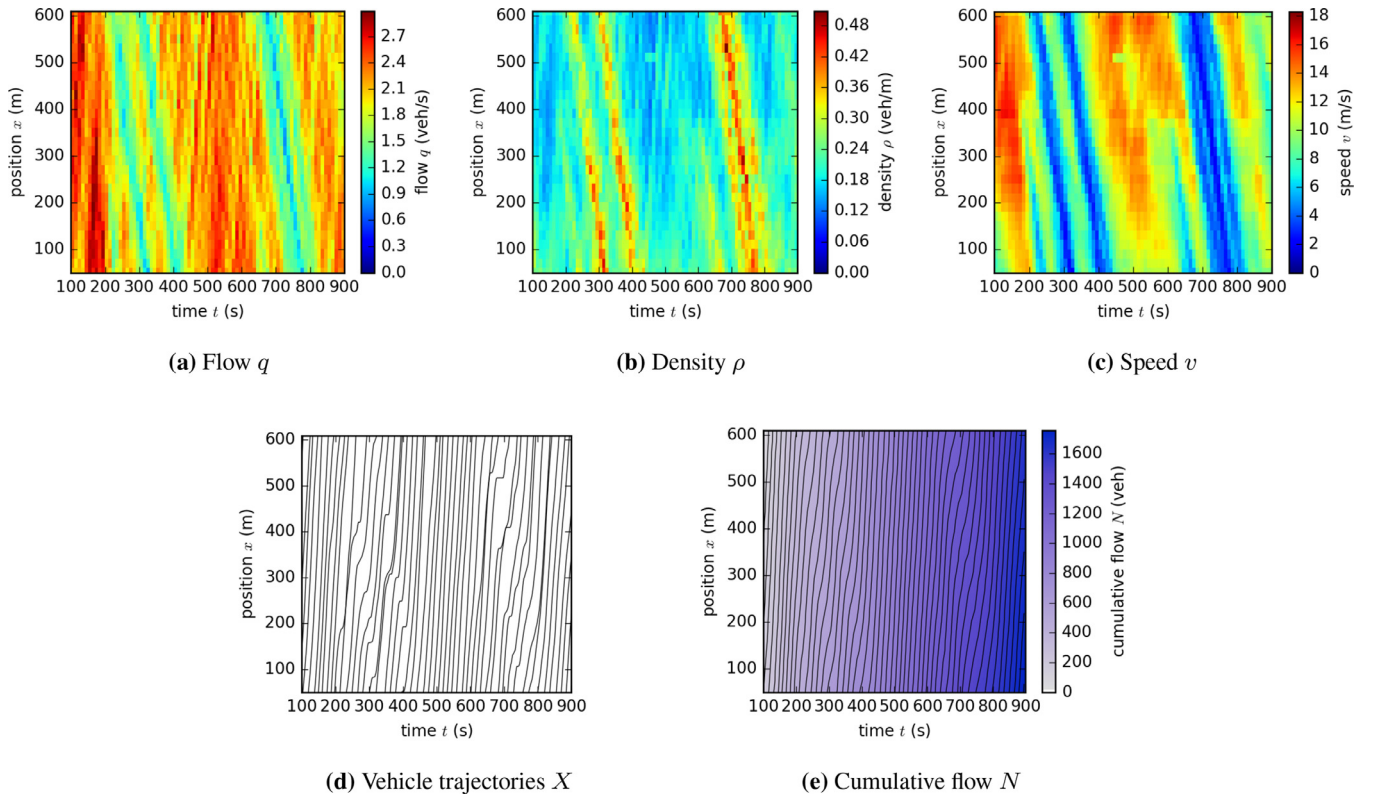 600
500
400
300
200
100
position x (m)
100 200 300 400 500 600 700 800 900
time t (s)
2.7
2.4
2.1
1.8
1.5
1.2
0.9
0.6
0.3
0.0
flow q (veh/s)
(a) Flow q
600
500
400
300
200
100
position x (m)
100 200 300 400 500 600 700 800 900
time t (s)
0.48
0.42
0.36
0.30
0.24
0.18
0.12
0.06
0.00
density ρ (veh/m)
(b) Density ρ
600
500
400
300
200
100
position x (m)
100 200 300 400 500 600 700 800 900
time t (s)
18
16
14
12
10
8
6
4
2
0
speed v (m/s)
(c) Speed v
600
500
400
300
200
100
position x (m)
100 200 300 400 500 600 700 800 900
time t (s)
(d) Vehicle trajectories X
600
500
400
300
200
100
position x (m)
100 200 300 400 500 600 700 800 900
time t (s)
1600
1400
1200
1000
800
600
400
200
0
cumulative flow N (veh)
(e) Cumulative flow N